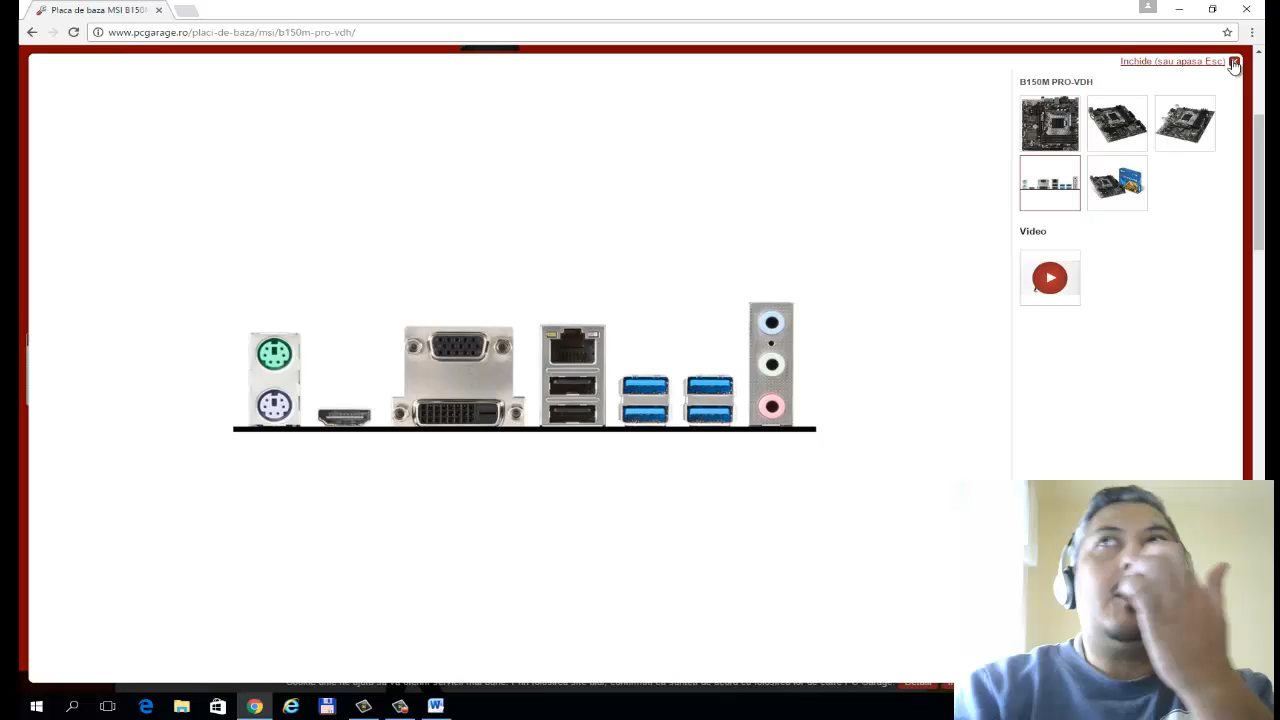 Placa de baza MSI B150M
www.pcgarage.ro/placi-de-baza/msi/b150m-pro-vdh/
Inchide (sau apasa Esc)
B150M PRO-VDH
Video